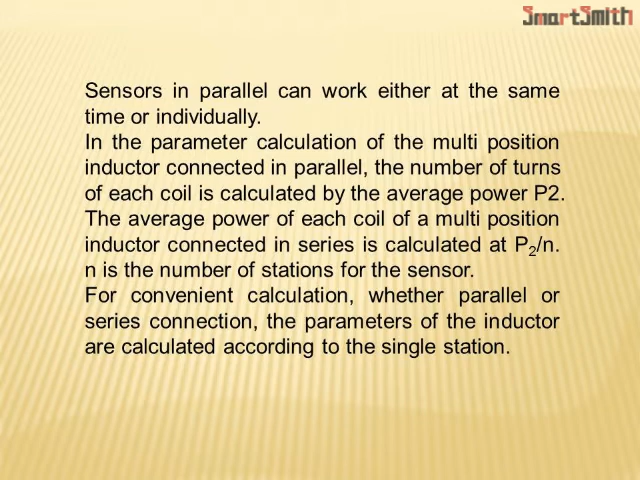 SmartSmith
Sensors in parallel can work either at the same
time or individually.
In the parameter calculation of the multi position
inductor connected in parallel, the number of turns
of each coil is calculated by the average power P2.
The average power of each coil of a multi position
inductor connected in series is calculated at P₂/n.
n is the number of stations for the sensor.
For convenient calculation, whether parallel or
series connection, the parameters of the inductor
are calculated according to the single station.